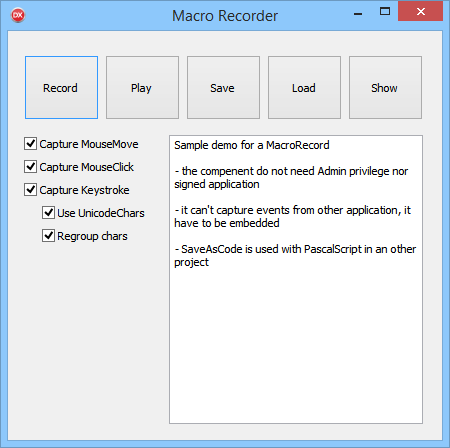 DX
Macro Recorder
Record
Play
Save
Load
Show
Capture MouseMove
Capture MouseClick
Capture Keystroke
Use UnicodeChars
Regroup chars
Sample demo for a MacroRecord
- the compenent do not need Admin privilege nor
signed application
- it can't capture events from other application, it
have to be embedded
- SaveAsCode is used with PascalScript in an other
project